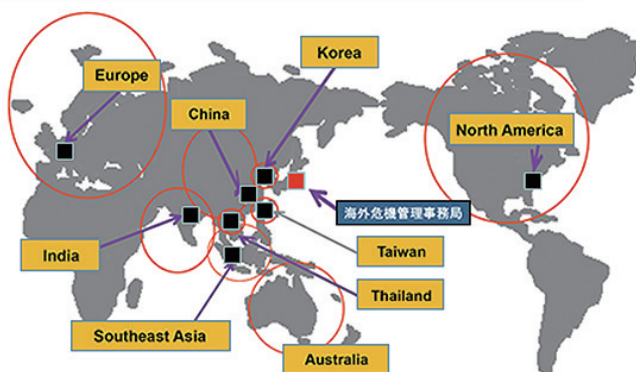 Korea
Europe
China
North America
海外危機管理事務局
India
Taiwan
Thailand
Southeast Asia
Australia